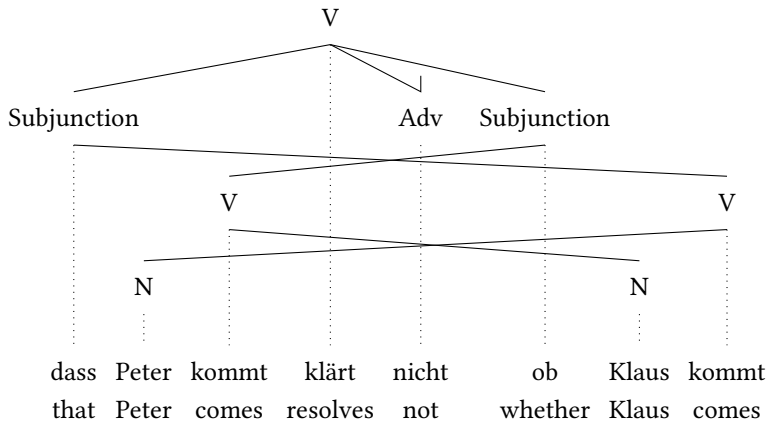 V
Subjunction Adv Subjunction
V V
N N
dass Peter kommt klärt nicht ob Klaus kommt
that Peter comes resolves not whether Klaus comes